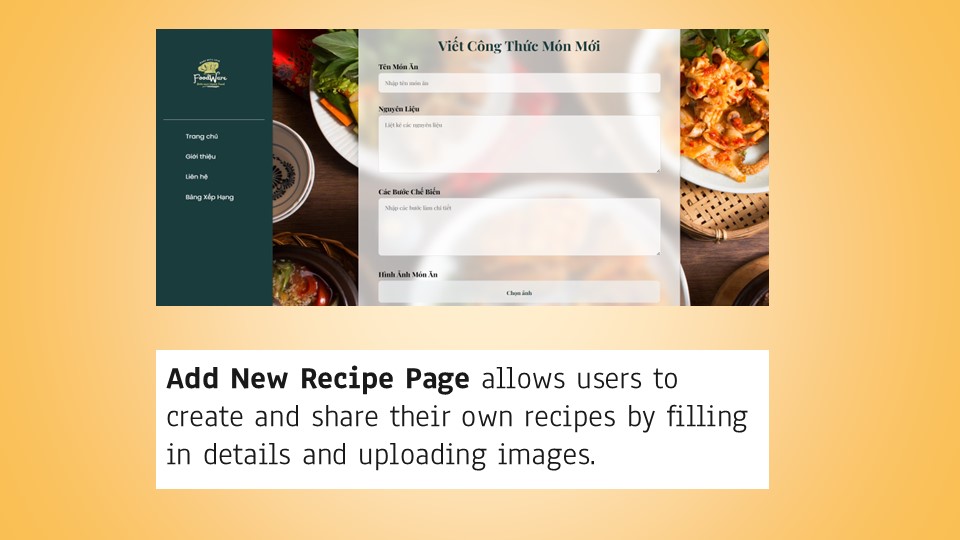 FoodWare
Trang chủ
Giới thiệu
Liên hệ
Bảng Xếp Hạng
Viết Công Thức Món Mới
Tên Món Ăn
Nhập tên món ăn
Nguyên Liệu
Liệt kê các nguyên liệu
Các Bước Chế Biến
Nhập các bước làm chi tiết
Hình Ảnh Món Ăn
Chọn ảnh
Add New Recipe Page allows users to
create and share their own recipes by filling
in details and uploading images.